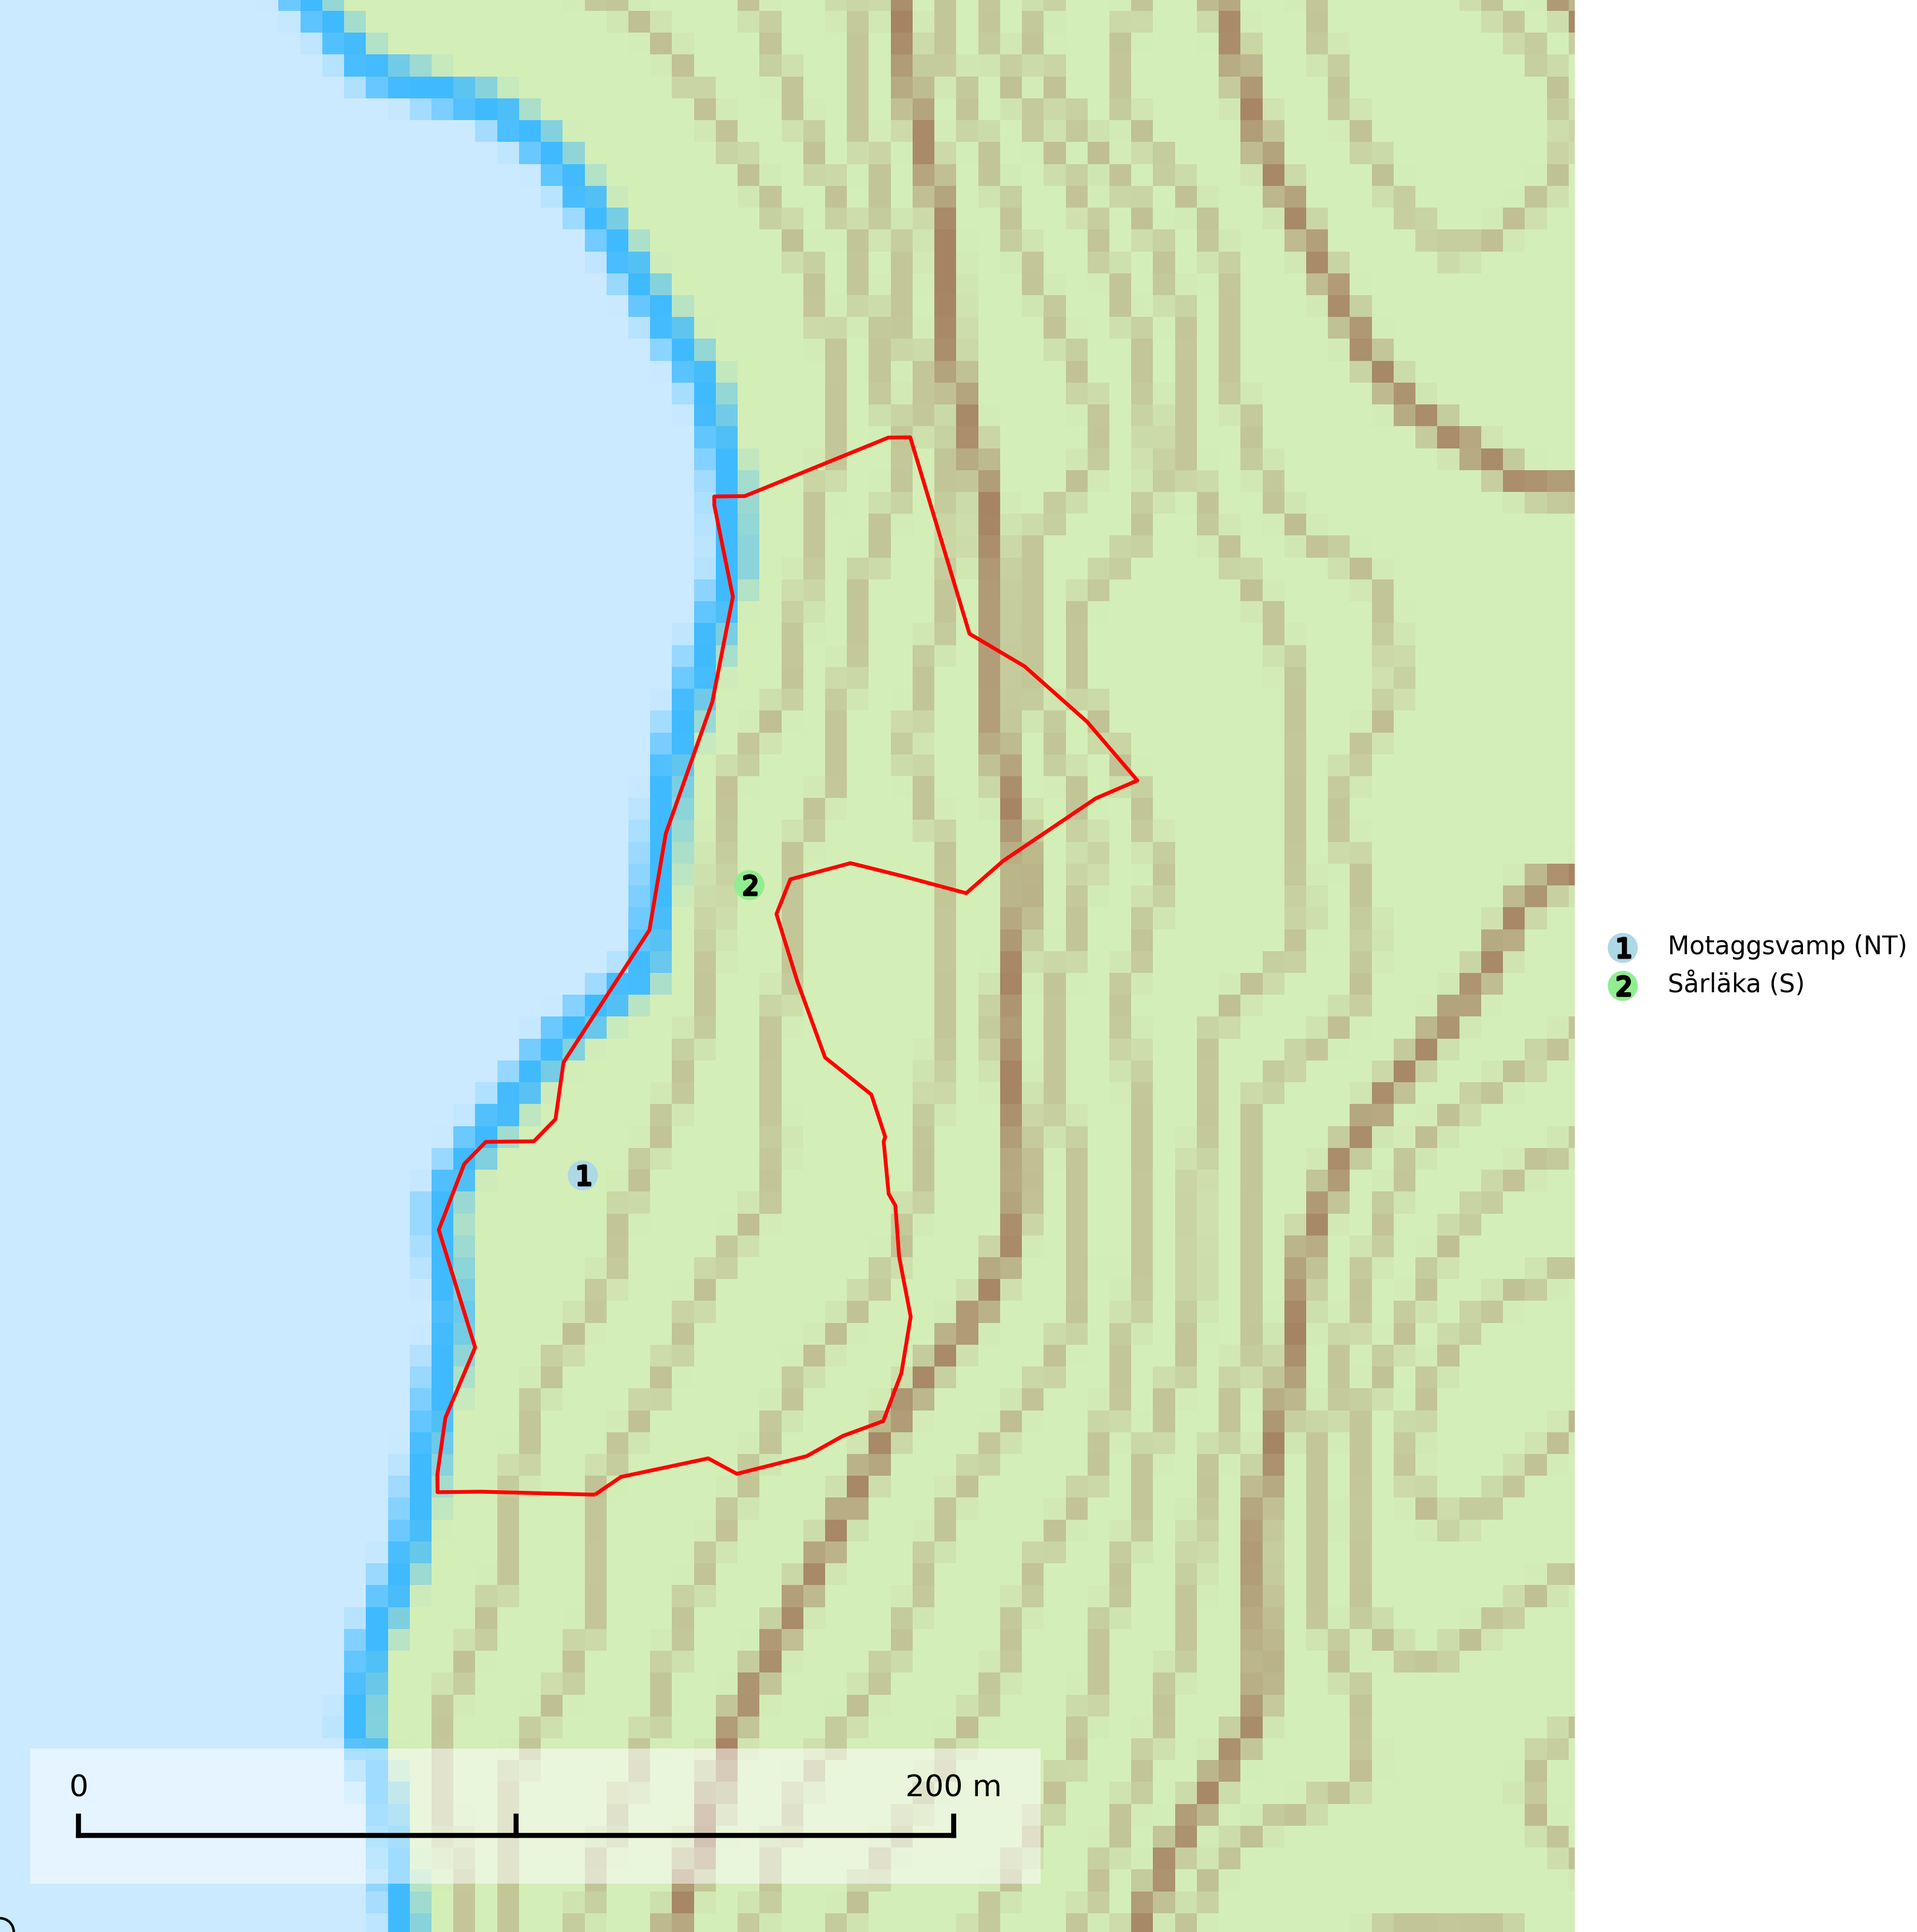 2
1
1 Motaggsvamp (NT)
2 Sårläka (S)
0 200 m